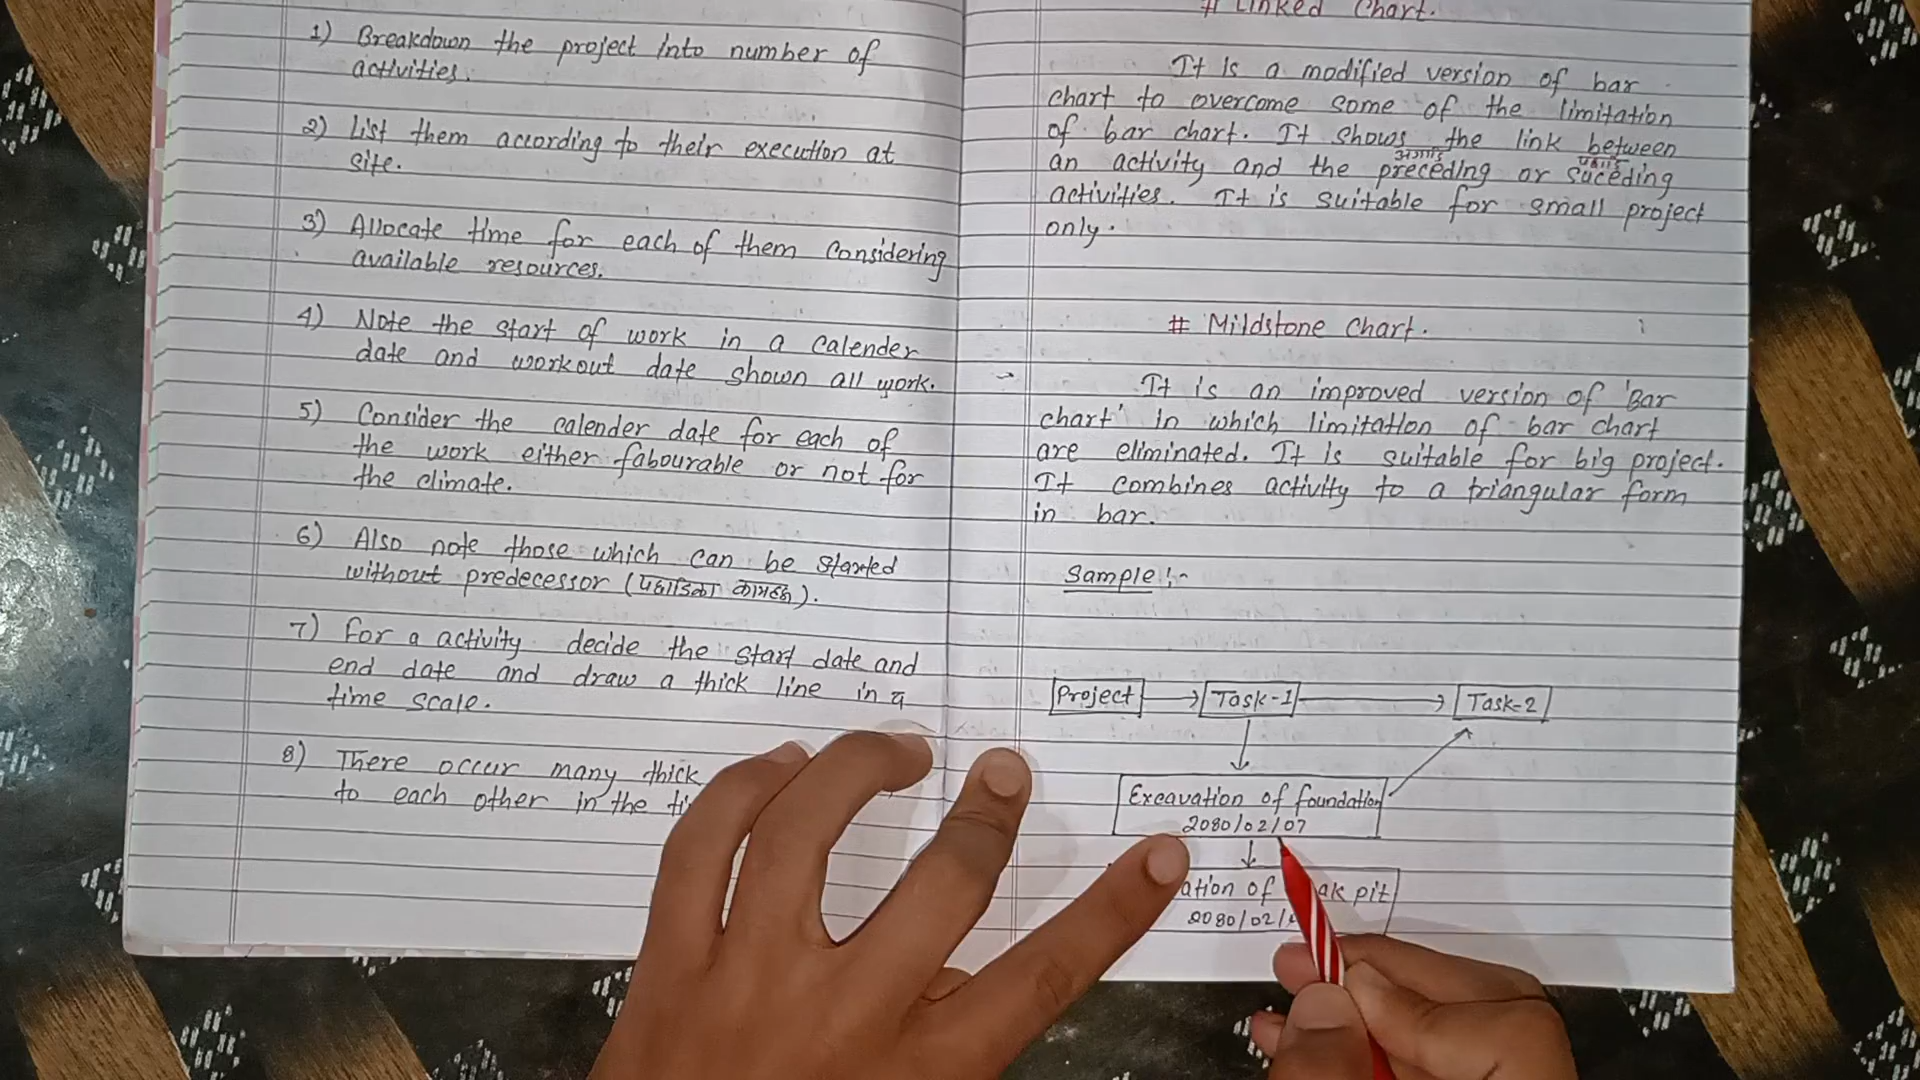 1) Breakdown the project into number of
activities.
2) List them according to their execution at
site.
3) Allocate time for each of them considering
available resources.
4) Note the start of work in a calender
date and workout date shown all work.
5) Consider the calender date for each of
the work either fabourable or not for
the climate.
6) Also note those which can be started
without predecessor (पछाडिका कामहरु).
7) For a activity decide the start date and
end date and draw a thick line in a
time scale.
8) There occur many thick
to each other in the
# Linked Chart.
It is a modified version of bar
chart to overcome some of the limitation
of bar chart. It shows the link between
अगाडि पछाडि
an activity and the preceding or suceding
activities. It is suitable for small project
only.
# Mildstone Chart.
It is an improved version of 'Bar
chart' in which limitation of bar chart
are eliminated. It is suitable for big project.
It combines activity to a triangular form
in bar.
Sample:-
Project Task-1 Task-2
Excavation of foundation
2080/02/07
ation of ak pit
2080/02/